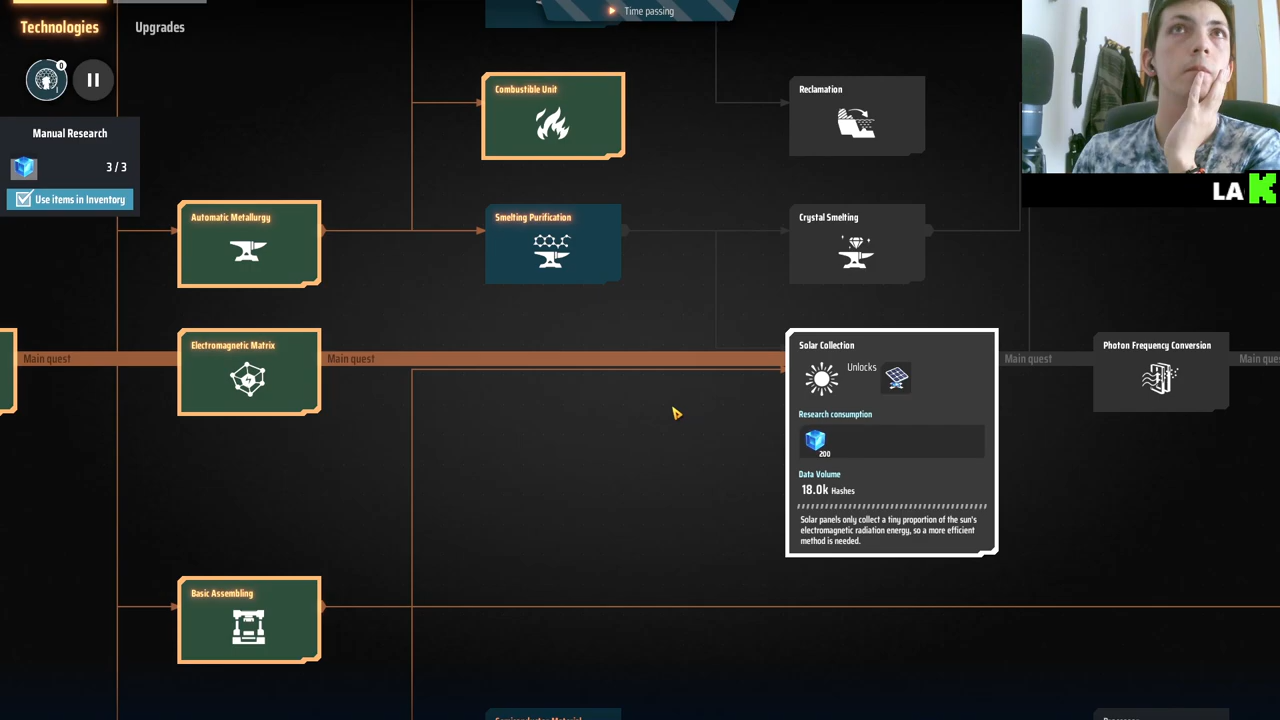 Technologies
Upgrades
Time passing
0
Manual Research
3 / 3
Use items in Inventory
Combustible Unit
Reclamation
LA K
Automatic Metallurgy
Smelting Purification
Crystal Smelting
Main quest
Electromagnetic Matrix
Main quest
Solar Collection
Unlocks
Research consumption
200
Data Volume
18.0k Hashes
Solar panels only collect a tiny proportion of the sun's
electromagnetic radiation energy, so a more efficient
method is needed.
Main quest
Photon Frequency Conversion
Main que
Basic Assembling